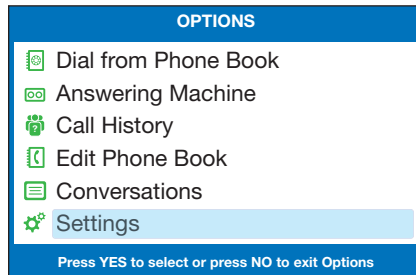 OPTIONS
Dial from Phone Book
Answering Machine
Call History
Edit Phone Book
Conversations
Settings
Press YES to select or press NO to exit Options